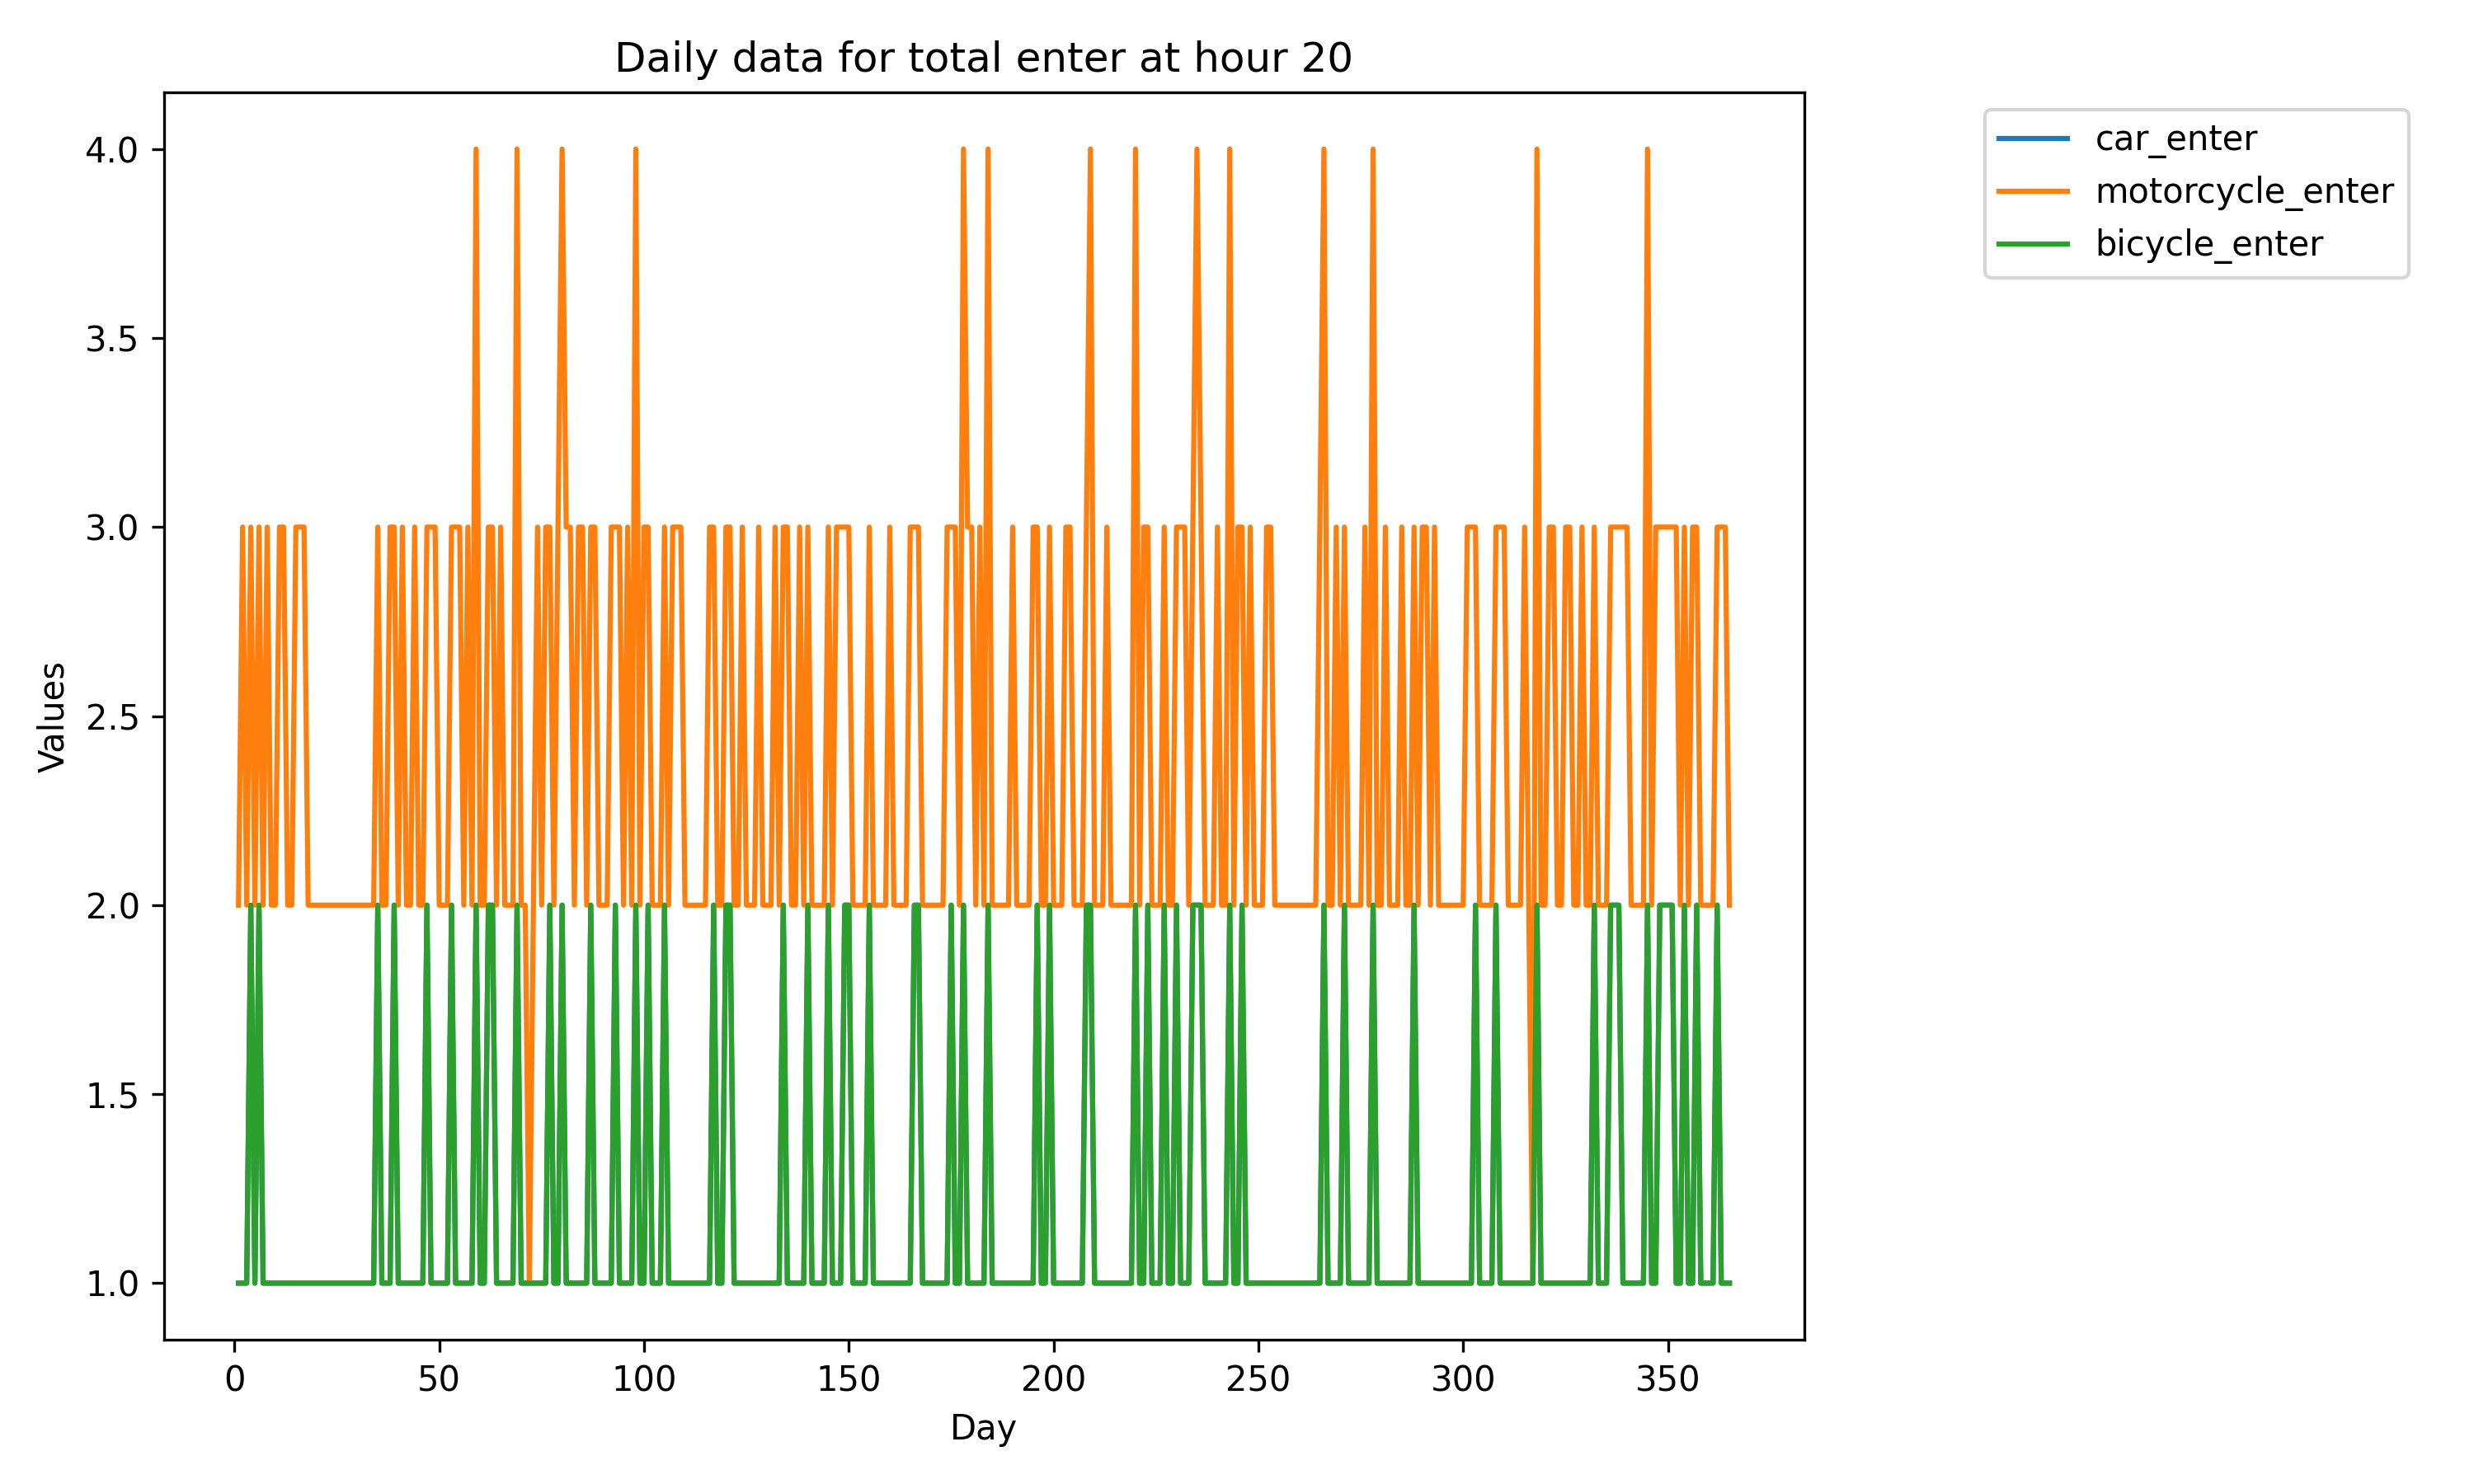 Daily data for total enter at hour 20
car_enter
motorcycle_enter
bicycle_enter
Values
4.0
3.5
3.0
2.5
2.0
1.5
1.0
0 50 100 150 200 250 300 350
Day